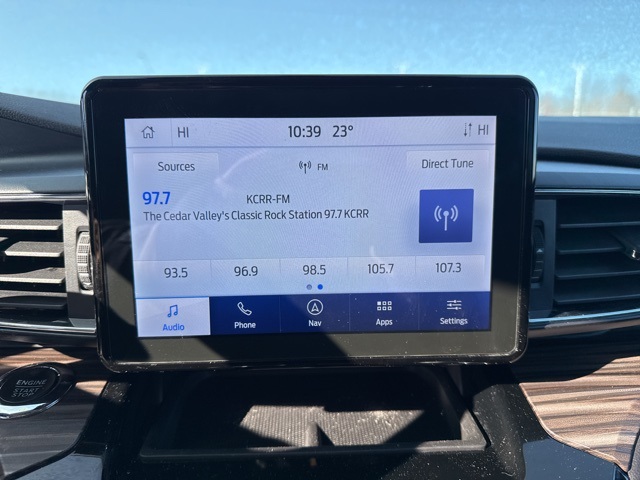 HI 10:39 23° HI
Sources FM Direct Tune
97.7 KCRR-FM
The Cedar Valley's Classic Rock Station 97.7 KCRR
93.5 96.9 98.5 105.7 107.3
Audio Phone Nav Apps Settings
ENGINE
START
STOP